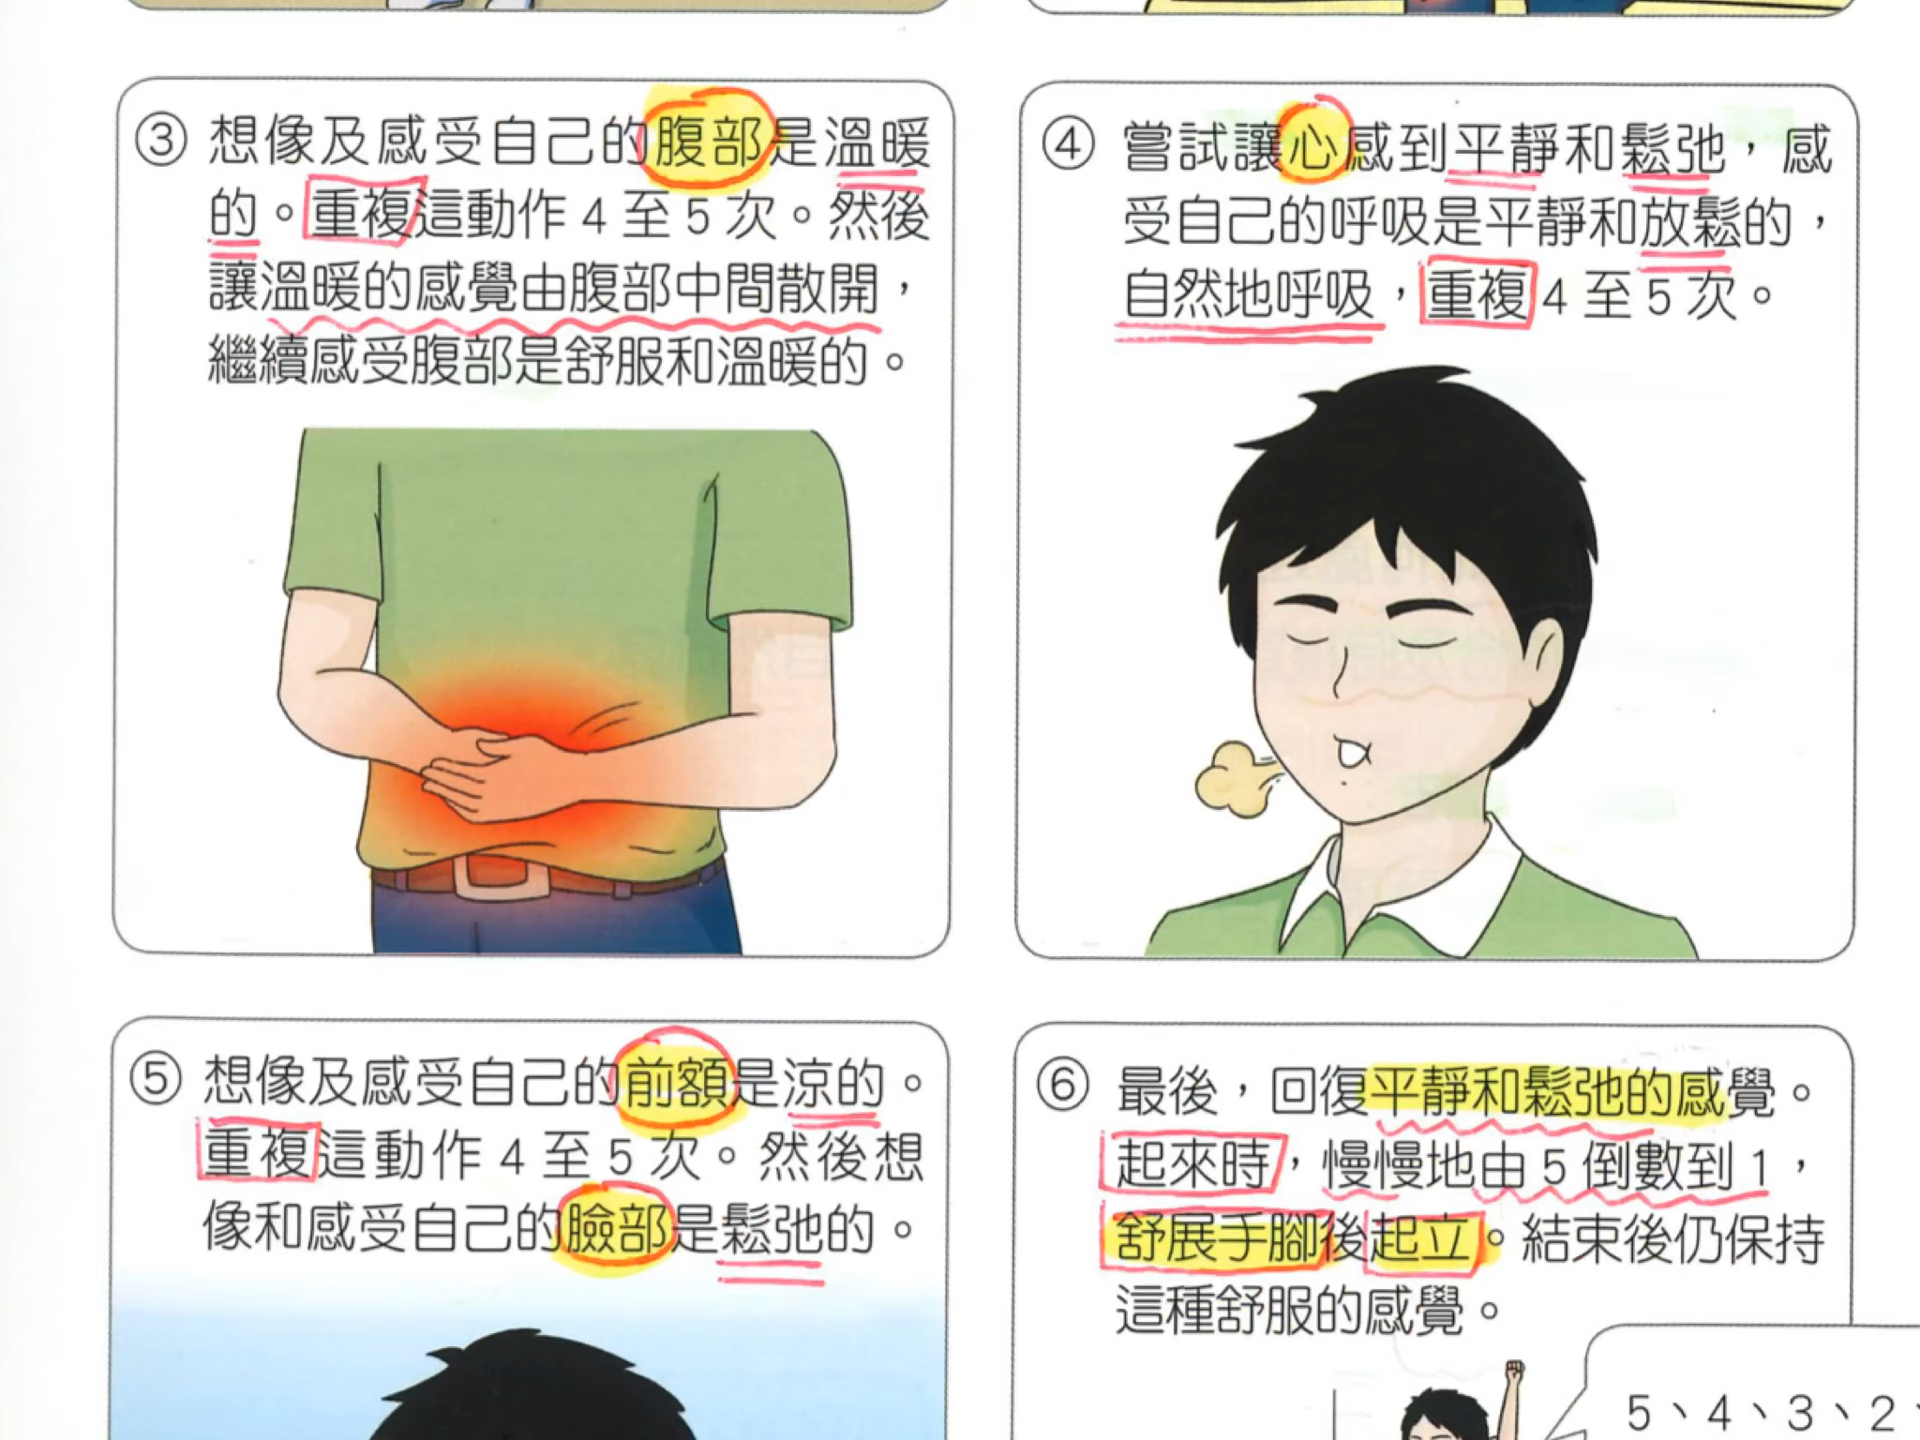 ③ 想像及感受自己的腹部是溫暖
的。重複這動作 4 至 5 次。然後
讓溫暖的感覺由腹部中間散開，
繼續感受腹部是舒服和溫暖的。
④ 嘗試讓心感到平靜和鬆弛，感
受自己的呼吸是平靜和放鬆的，
自然地呼吸，重複 4 至 5 次。
⑤ 想像及感受自己的前額是涼的。
重複這動作 4 至 5 次。然後想
像和感受自己的臉部是鬆弛的。
⑥ 最後，回復平靜和鬆弛的感覺。
起來時，慢慢地由 5 倒數到 1，
舒展手腳後起立。結束後仍保持
這種舒服的感覺。
5、4、3、2、